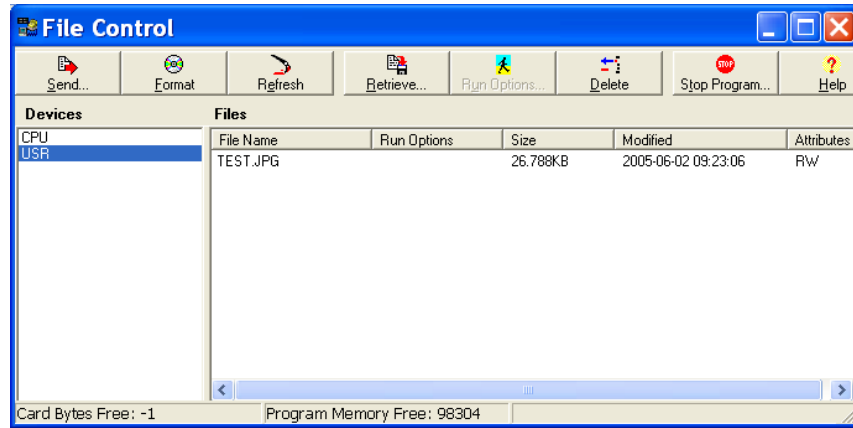 File Control
Send... Format Refresh Retrieve... Run Options... STOP Stop Program... Delete Help
Devices Files
CPU File Name Run Options Size Modified Attributes
USR TEST.JPG 26.788KB 2005-06-02 09:23:06 RW
Card Bytes Free: -1 Program Memory Free: 98304